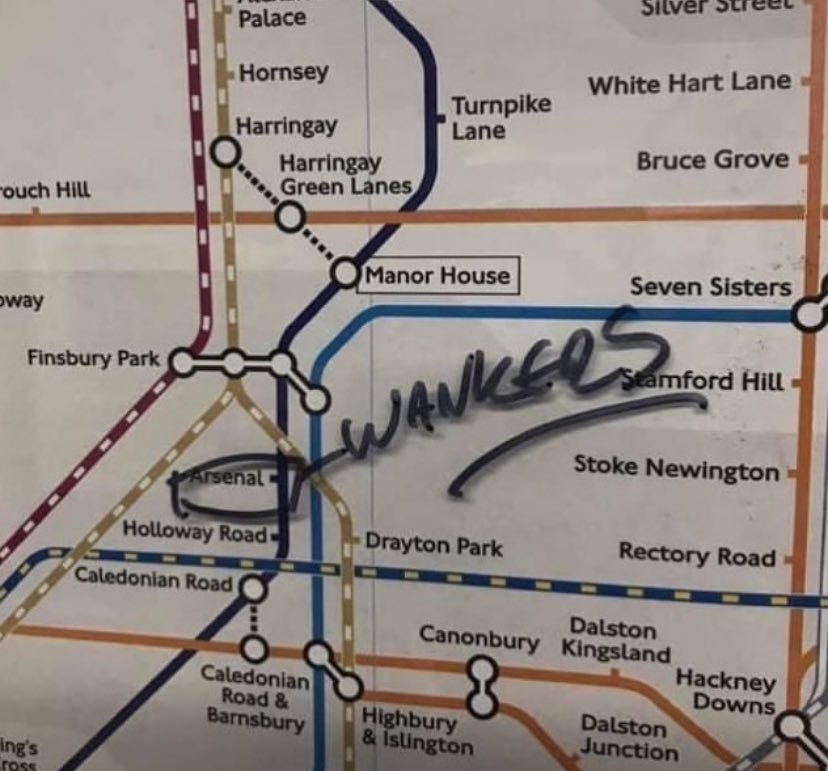 Palace
Silver Street
Hornsey
White Hart Lane
Turnpike
Lane
Harringay
Harringay
Green Lanes
Bruce Grove
ouch Hill
Manor House
Seven Sisters
way
Finsbury Park
WANKERS
Stamford Hill
Arsenal
Stoke Newington
Holloway Road
Drayton Park
Rectory Road
Caledonian Road
Canonbury
Dalston
Kingsland
Caledonian
Road &
Barnsbury
Hackney
Downs
Highbury
& Islington
Dalston
Junction
ing's
ross